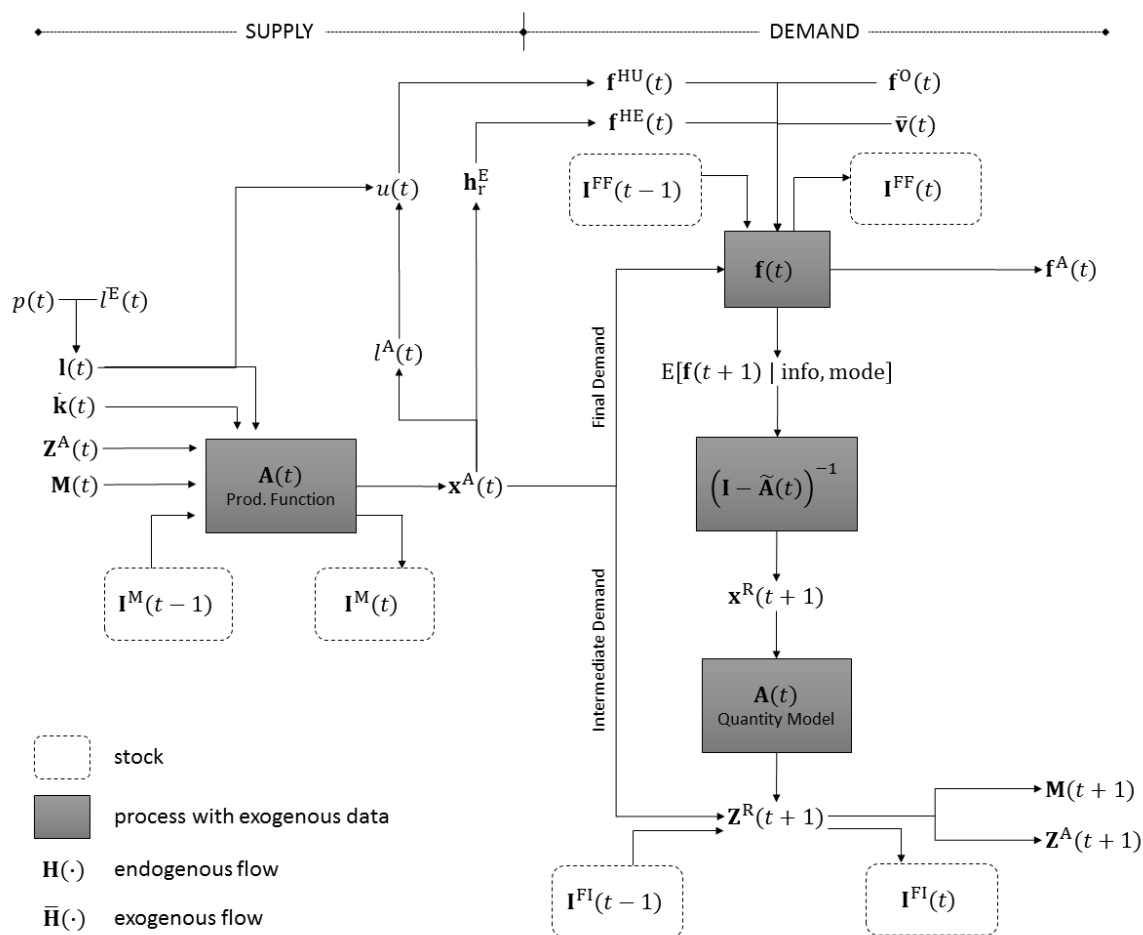 SUPPLY
DEMAND
f^HU(t)
f^O(t)
f^HE(t)
v̄(t)
u(t)
h_r^E
I^FF(t − 1)
I^FF(t)
f(t)
f^A(t)
p(t)
l^E(t)
l(t)
l^A(t)
E[f(t + 1) | info, mode]
k̇(t)
Z^A(t)
M(t)
A(t)
Prod. Function
x^A(t)
Final Demand
(I − Ã(t))^−1
I^M(t − 1)
I^M(t)
x^R(t + 1)
Intermediate Demand
A(t)
Quantity Model
stock
process with exogenous data
H(·) endogenous flow
H̄(·) exogenous flow
Z^R(t + 1)
M(t + 1)
Z^A(t + 1)
I^FI(t − 1)
I^FI(t)